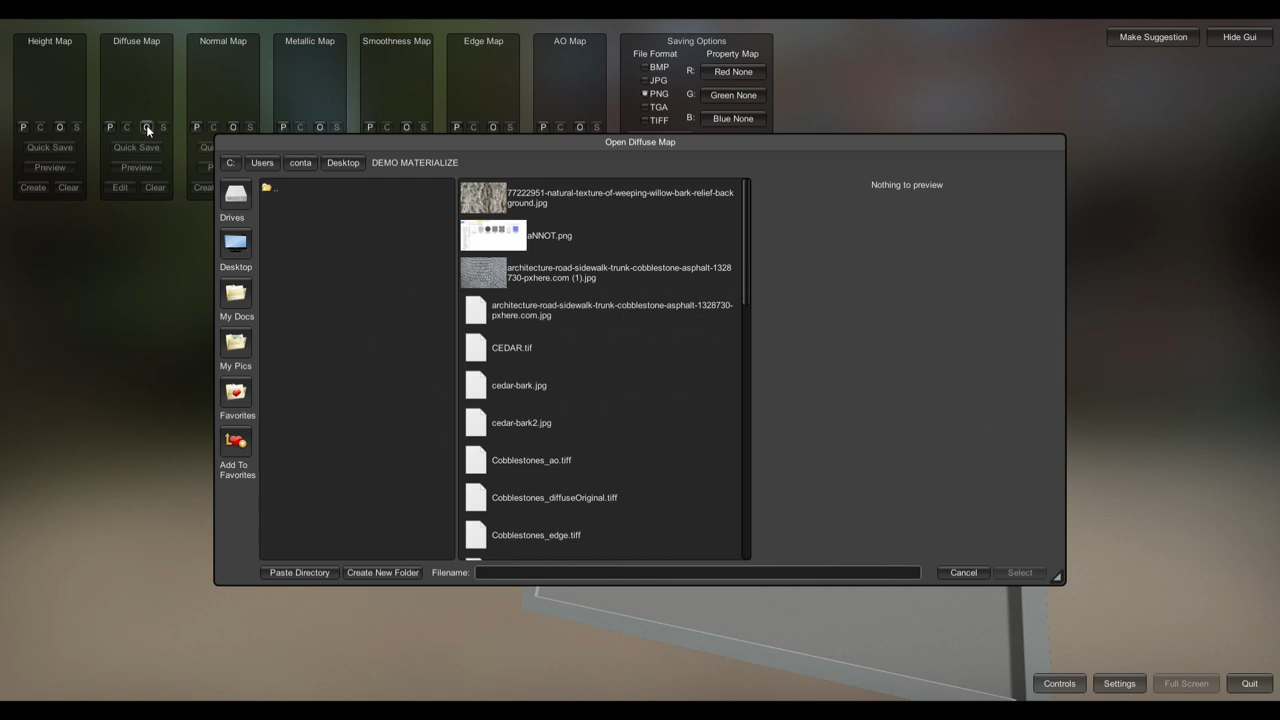 Height Map
Diffuse Map
Normal Map
Metallic Map
Smoothness Map
Edge Map
AO Map
Saving Options
Make Suggestion
Hide Gui
File Format
Property Map
BMP
JPG
PNG
TGA
TIFF
R: Red None
G: Green None
B: Blue None
P C O S
P C O S
P C O S
P C O S
P C O S
P C O S
P C O S
Quick Save
Quick Save
Preview
Preview
Create Clear
Edit Clear
Open Diffuse Map
C: Users conta Desktop DEMO MATERIALIZE
Drives
Desktop
My Docs
My Pics
Favorites
Add To
Favorites
..
77222951-natural-texture-of-weeping-willow-bark-relief-back
ground.jpg
aNNOT.png
architecture-road-sidewalk-trunk-cobblestone-asphalt-1328
730-pxhere.com (1).jpg
architecture-road-sidewalk-trunk-cobblestone-asphalt-1328730-
pxhere.com.jpg
CEDAR.tif
cedar-bark.jpg
cedar-bark2.jpg
Cobblestones_ao.tiff
Cobblestones_diffuseOriginal.tiff
Cobblestones_edge.tiff
Nothing to preview
Paste Directory
Create New Folder
Filename:
Cancel
Select
Controls
Settings
Full Screen
Quit